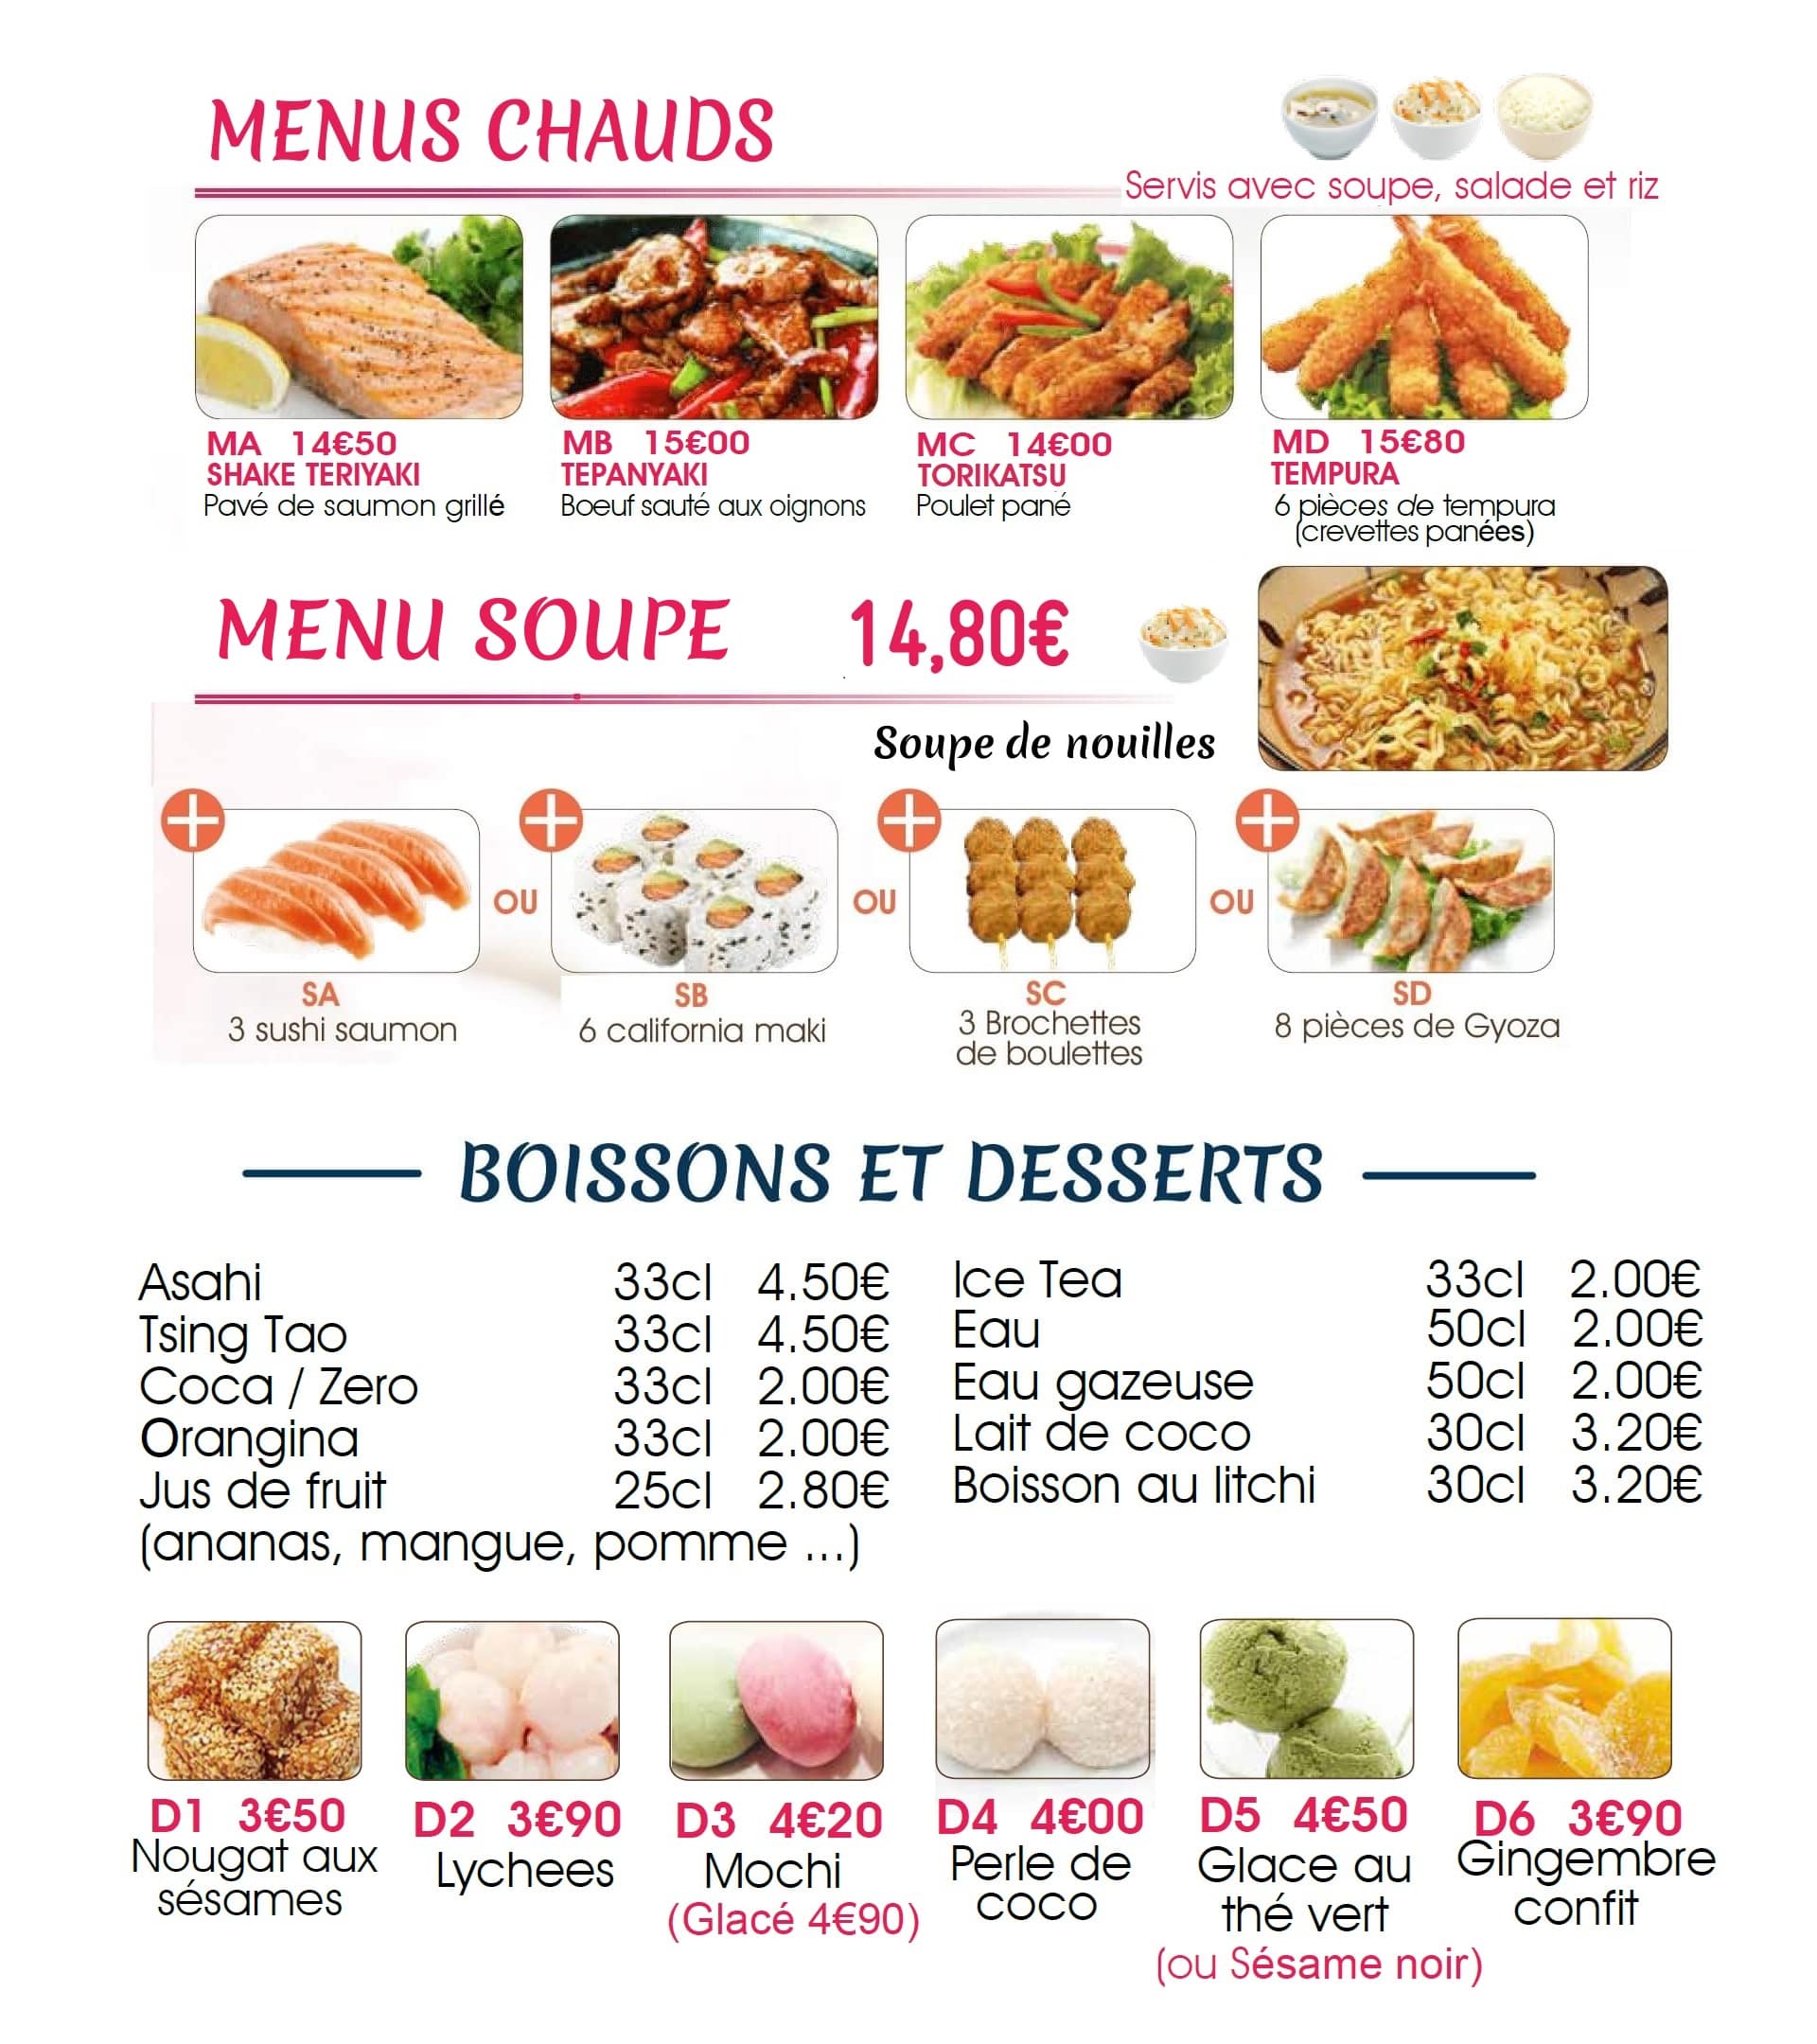 MENUS CHAUDS
Servis avec soupe, salade et riz
MA 14€50
SHAKE TERIYAKI
Pavé de saumon grillé
MB 15€00
TEPANYAKI
Boeuf sauté aux oignons
MC 14€00
TORIKATSU
Poulet pané
MD 15€80
TEMPURA
6 pièces de tempura
(crevettes panées)
MENU SOUPE 14,80€
Soupe de nouilles
OU
OU
OU
SA
3 sushi saumon
SB
6 california maki
SC
3 Brochettes
de boulettes
SD
8 pièces de Gyoza
BOISSONS ET DESSERTS
Asahi 33cl 4.50€
Tsing Tao 33cl 4.50€
Coca / Zero 33cl 2.00€
Orangina 33cl 2.00€
Jus de fruit 25cl 2.80€
(ananas, mangue, pomme ...)
Ice Tea 33cl 2.00€
Eau 50cl 2.00€
Eau gazeuse 50cl 2.00€
Lait de coco 30cl 3.20€
Boisson au litchi 30cl 3.20€
D1 3€50
Nougat aux
sésames
D2 3€90
Lychees
D3 4€20
Mochi
(Glacé 4€90)
D4 4€00
Perle de
coco
D5 4€50
Glace au
thé vert
(ou Sésame noir)
D6 3€90
Gingembre
confit